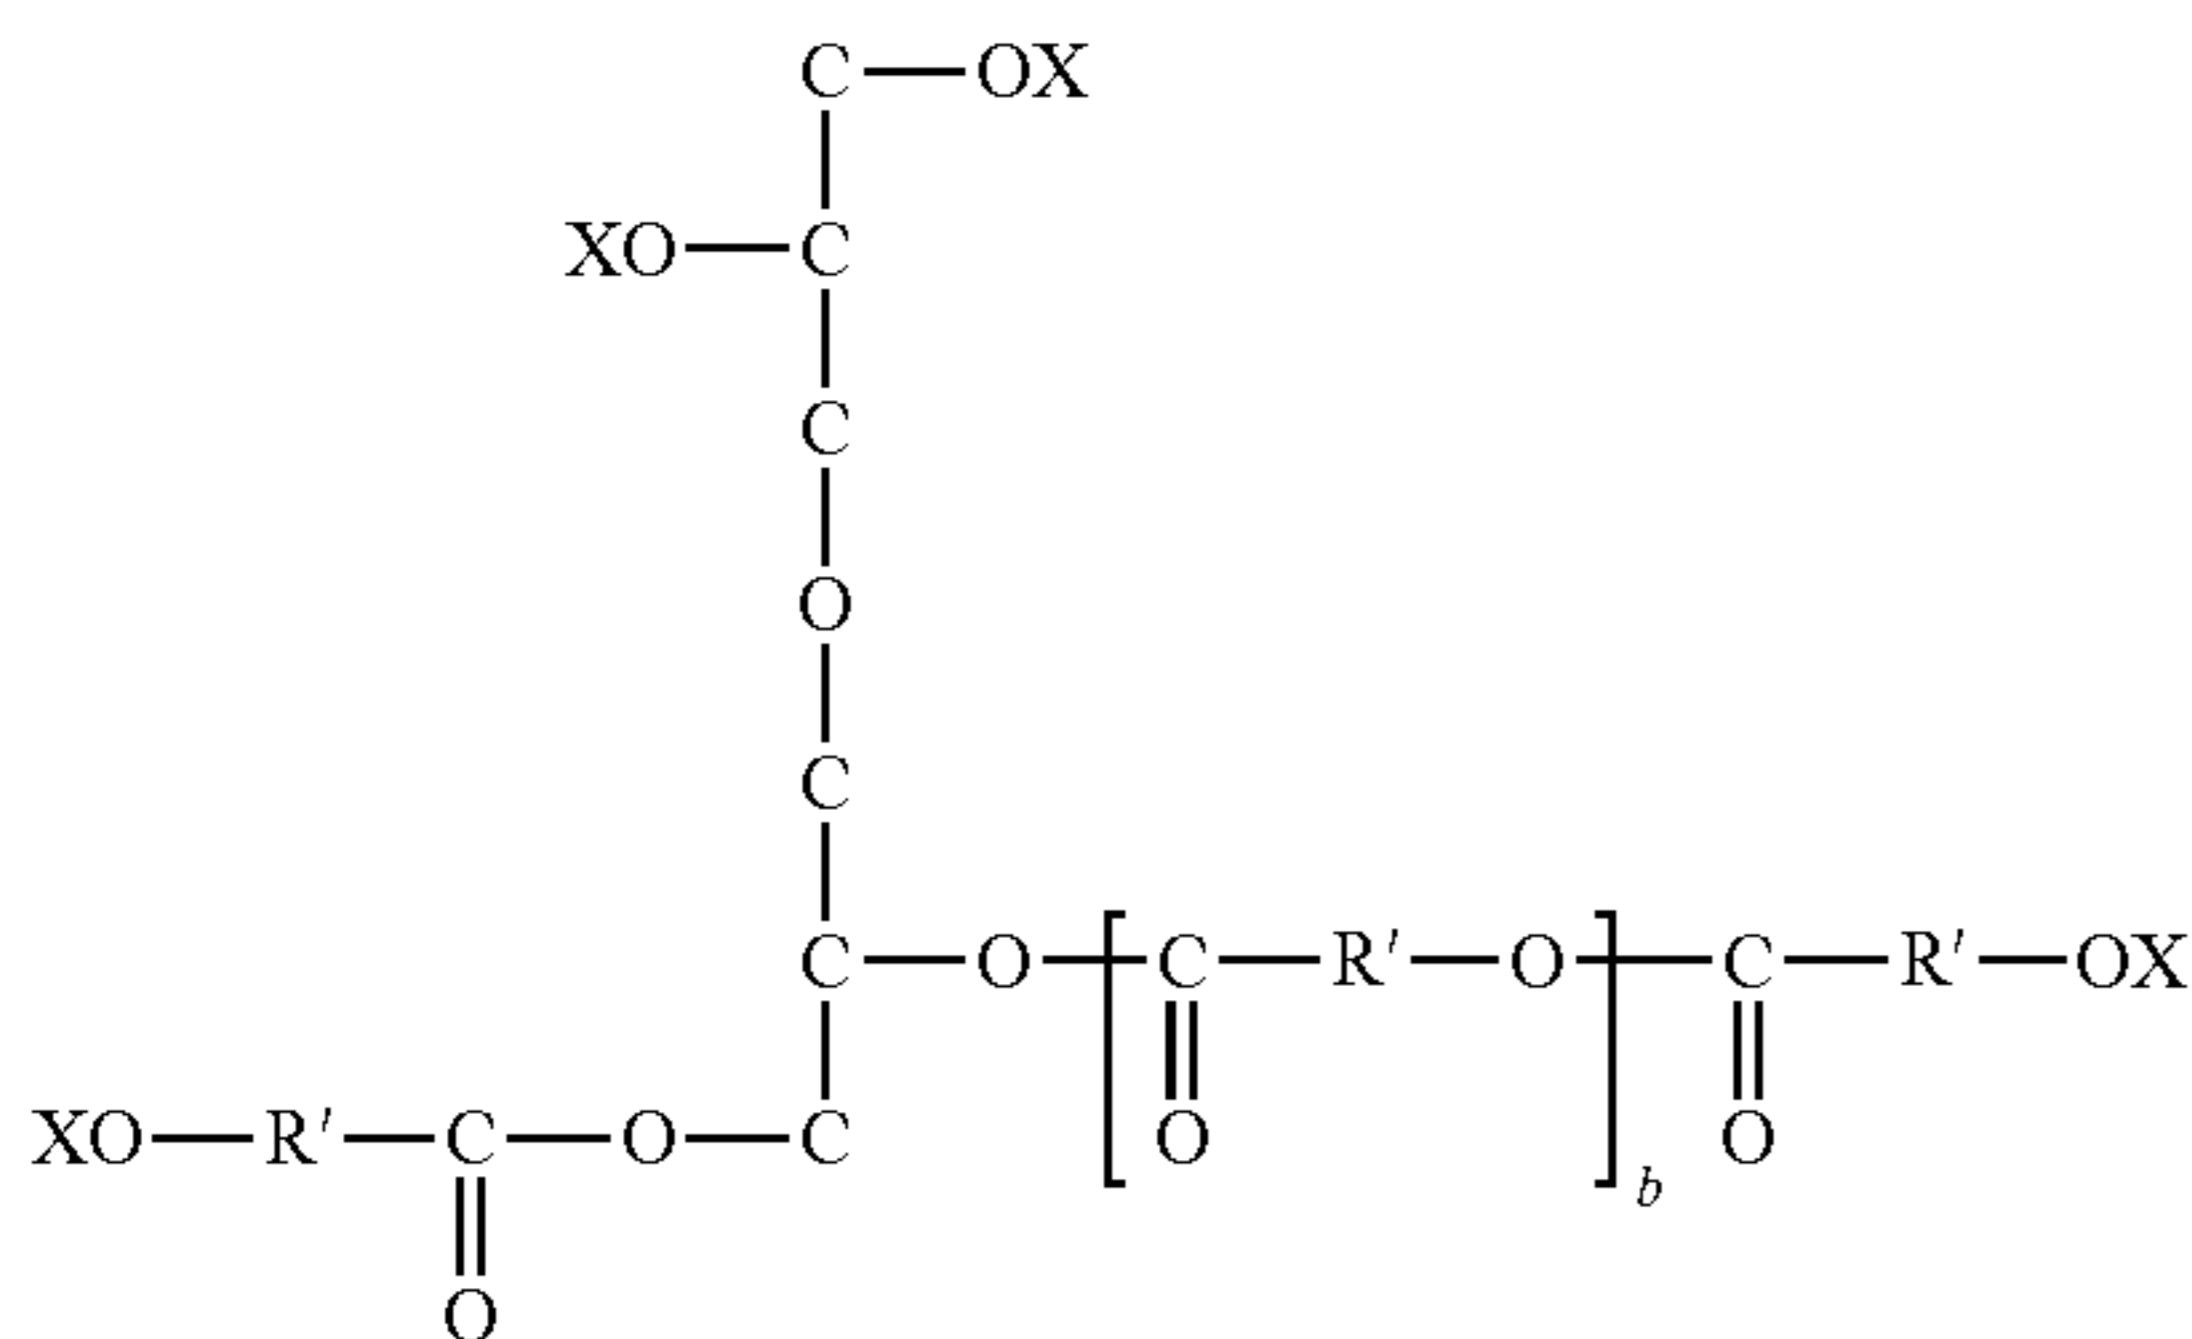 C—OX
XO—C
C
O
C
C—O—[C—R'—O]b—C—R'—OX
XO—R'—C—O—C O O
O